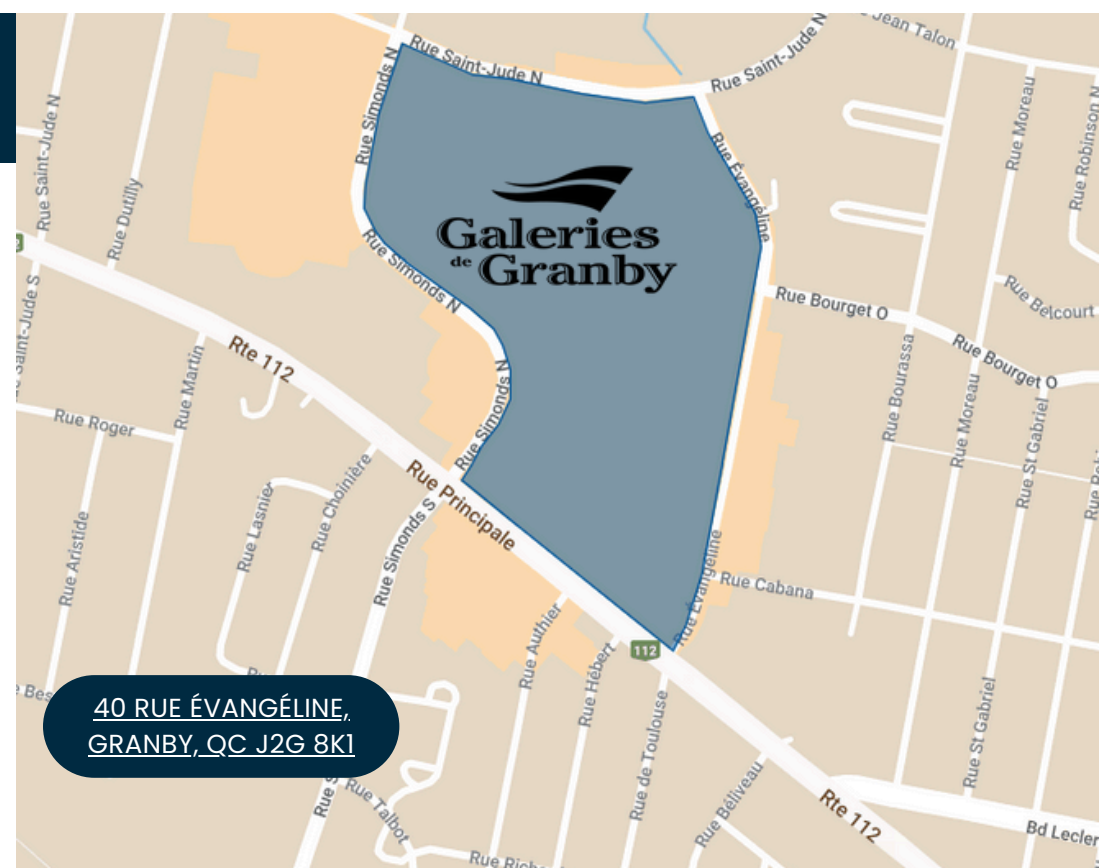 Jean Talon
Rue Saint-Jude N
Rue Saint-Jude N
Rue Simonds N
Rue Saint-Jude N
Rue Dutilly
Rue Moreau
Rue Robinson N
Rue Évangéline
Galeries
de Granby
Rue Simonds N
Rue Bourget O
Rue Belcourt
Rue Bourget O
Saint-Jude S
Rte 112
Rue Martin
Rue Bourassa
Rue Moreau
Rue St Gabriel
Rue Simonds N
Rue Roger
Rue Principale
Rue Choinière
Rue Lasnier
Rue Aristide
Rue Simonds S
Rue Évangéline
Rue Cabana
Rue Authier
Rue Hébert
112
Rue de Toulouse
Rue St Gabriel
40 RUE ÉVANGÉLINE,
GRANBY, QC J2G 8K1
Rue Talbot
Rue Béliveau
Rte 112
Bd Lecler
Rue